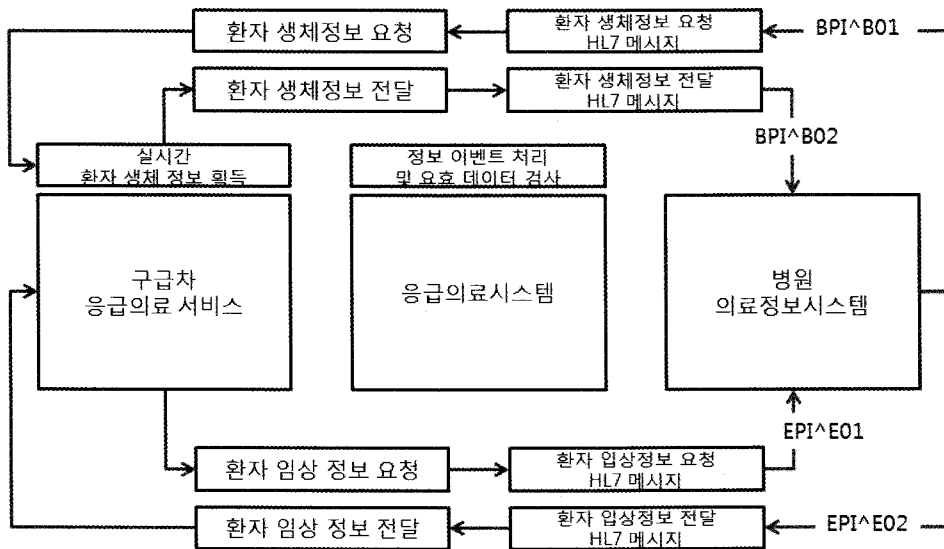 환자 생체정보 요청
환자 생체정보 요청
HL7 메시지
BPI^B01
환자 생체정보 전달
환자 생체정보 전달
HL7 메시지
BPI^B02
실시간
환자 생체 정보 획득
정보 이벤트 처리
및 요효 데이터 검사
구급차
응급의료 서비스
응급의료시스템
병원
의료정보시스템
EPI^E01
환자 임상 정보 요청
환자 임상정보 요청
HL7 메시지
환자 임상 정보 전달
환자 임상정보 전달
HL7 메시지
EPI^E02